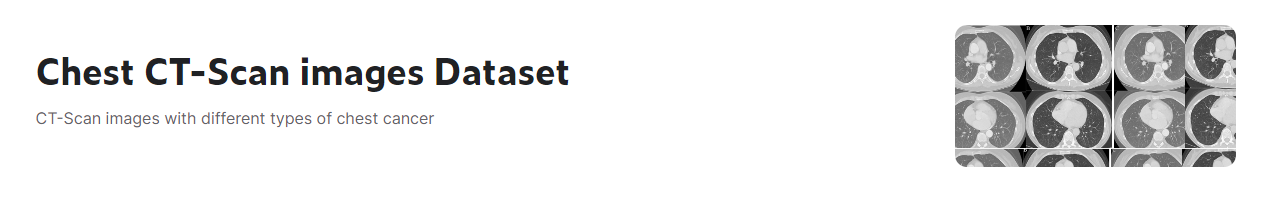 Chest CT-Scan images Dataset
CT-Scan images with different types of chest cancer